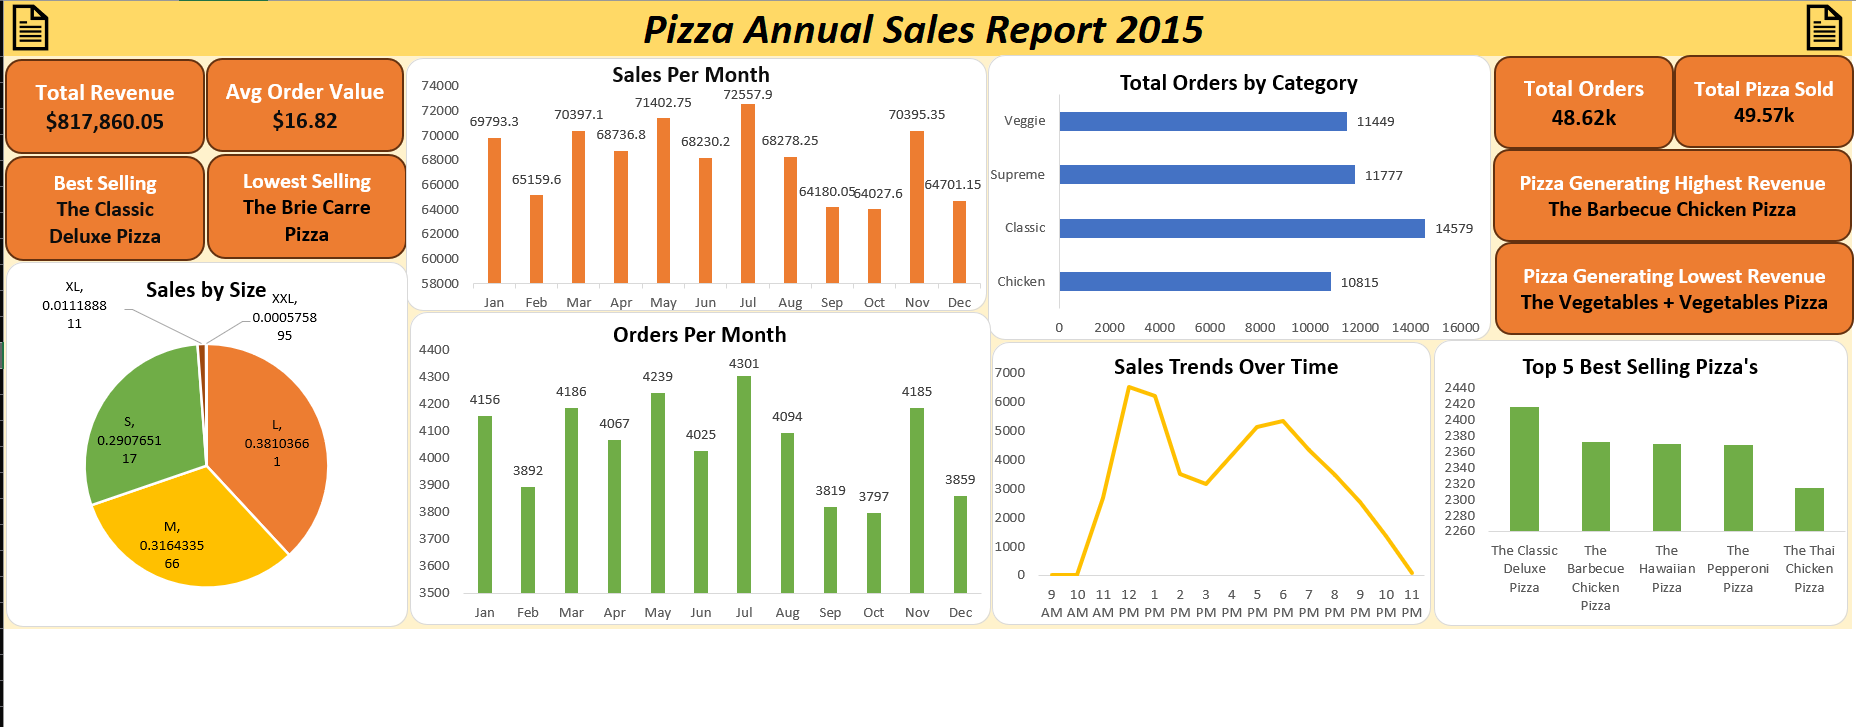 Pizza Annual Sales Report 2015
Total Revenue
$817,860.05
Avg Order Value
$16.82
Best Selling
The Classic
Deluxe Pizza
Lowest Selling
The Brie Carre
Pizza
Sales by Size
XL,
0.0111888
11
XXL,
0.0005758
95
S,
0.2907651
17
L,
0.3810366
1
M,
0.3164335
66
Sales Per Month
74000
72000
70000
68000
66000
64000
62000
60000
58000
69793.3
65159.6
70397.1
68736.8
71402.75
68230.2
72557.9
68278.25
64180.05
64027.6
70395.35
64701.15
Jan Feb Mar Apr May Jun Jul Aug Sep Oct Nov Dec
Orders Per Month
4400
4300
4200
4100
4000
3900
3800
3700
3600
3500
4156
3892
4186
4067
4239
4025
4301
4094
3819
3797
4185
3859
Jan Feb Mar Apr May Jun Jul Aug Sep Oct Nov Dec
Total Orders by Category
Veggie 11449
Supreme 11777
Classic 14579
Chicken 10815
0 2000 4000 6000 8000 10000 12000 14000 16000
Sales Trends Over Time
7000
6000
5000
4000
3000
2000
1000
0
9 10 11 12 1 2 3 4 5 6 7 8 9 10 11
AM AM AM PM PM PM PM PM PM PM PM PM PM PM PM
Total Orders
48.62k
Total Pizza Sold
49.57k
Pizza Generating Highest Revenue
The Barbecue Chicken Pizza
Pizza Generating Lowest Revenue
The Vegetables + Vegetables Pizza
Top 5 Best Selling Pizza's
2440
2420
2400
2380
2360
2340
2320
2300
2280
2260
The Classic
Deluxe
Pizza
The
Barbecue
Chicken
Pizza
The
Hawaiian
Pizza
The
Pepperoni
Pizza
The Thai
Chicken
Pizza